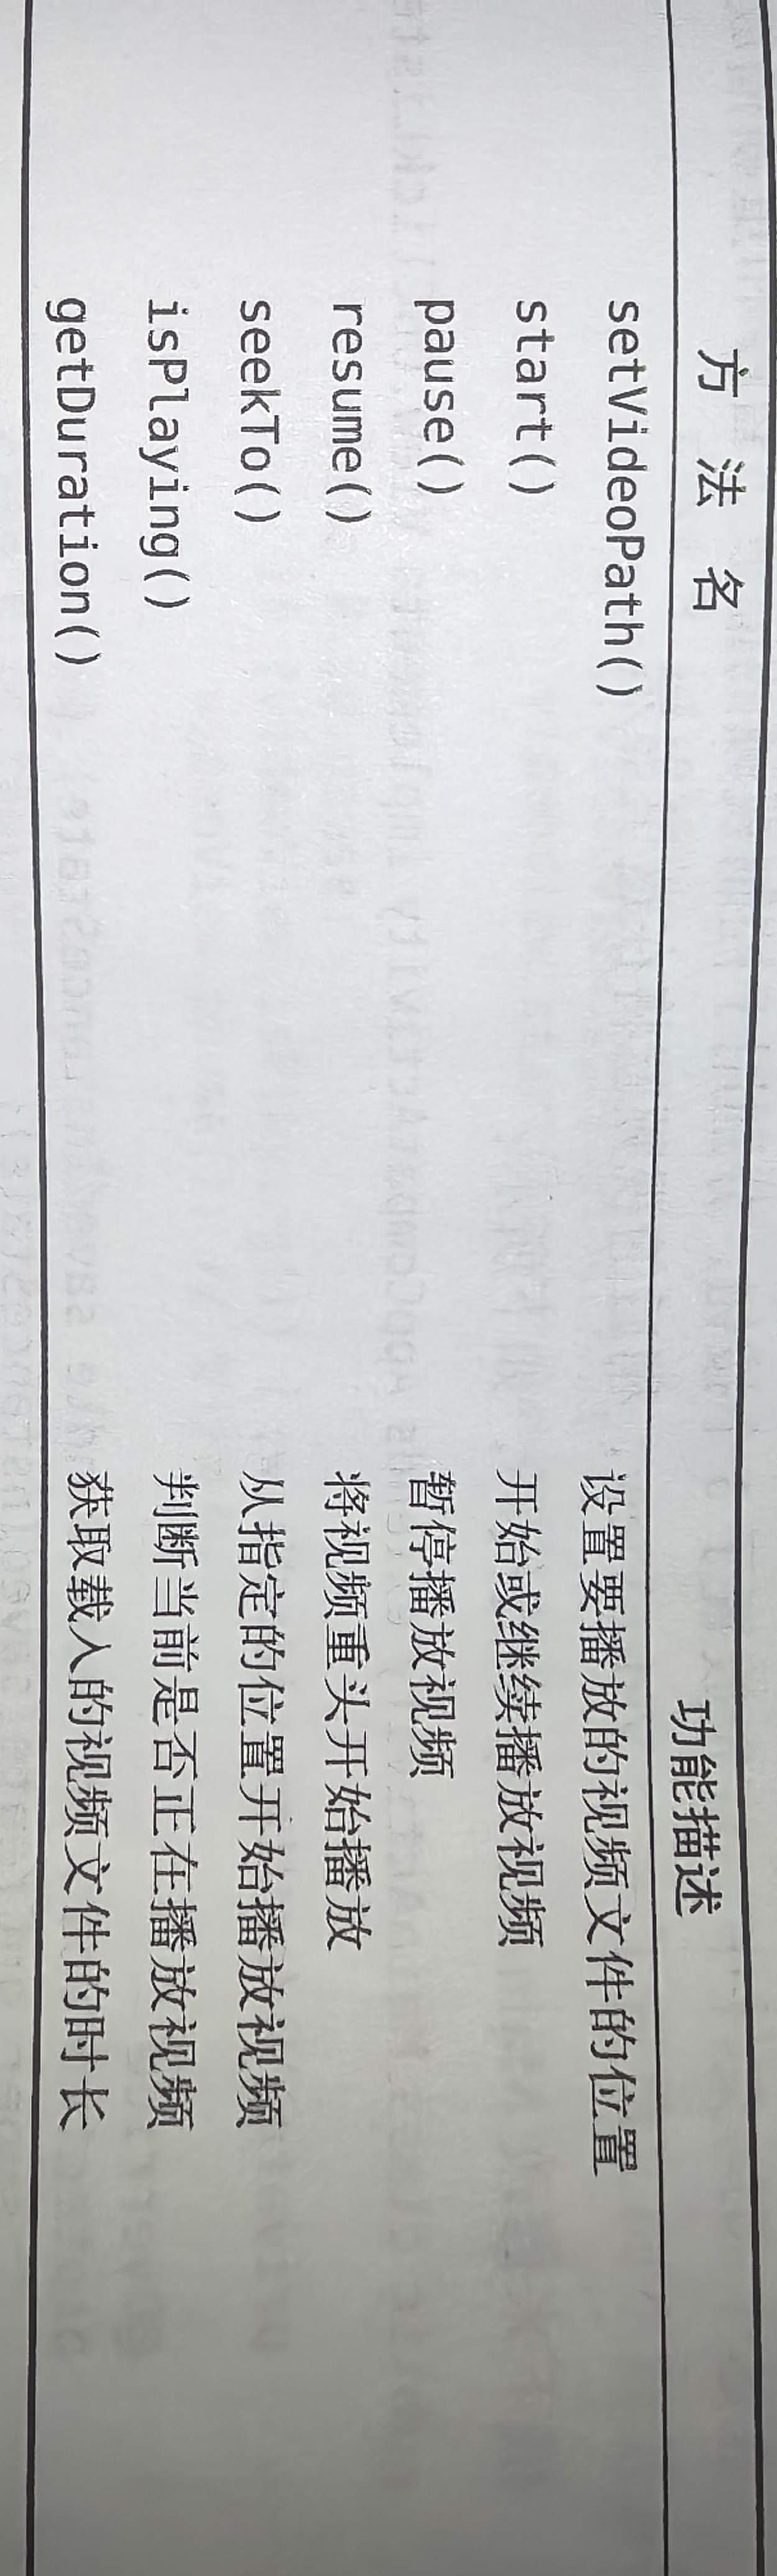 方 法 名 功能描述
setVideoPath() 设置要播放的视频文件的位置
start() 开始或继续播放视频
pause() 暂停播放视频
resume() 将视频重头开始播放
seekTo() 从指定的位置开始播放视频
isPlaying() 判断当前是否正在播放视频
getDuration() 获取载入的视频文件的时长